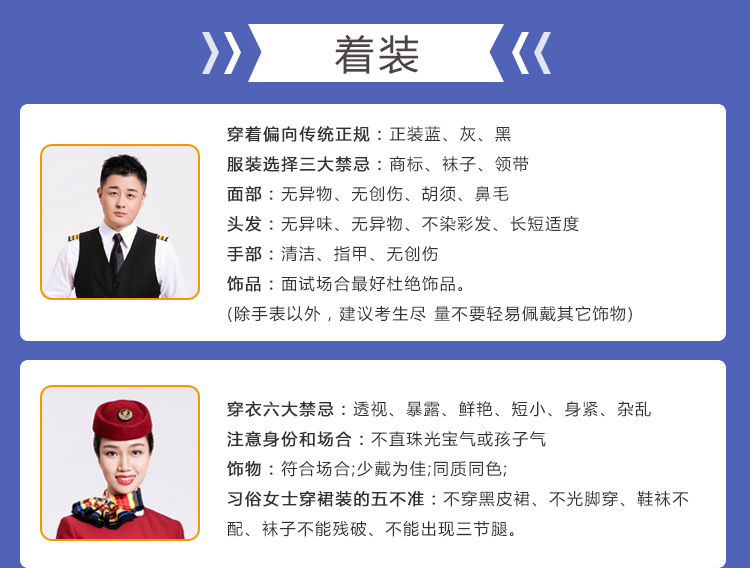 着装
穿着偏向传统正规：正装蓝、灰、黑
服装选择三大禁忌：商标、袜子、领带
面部：无异物、无创伤、胡须、鼻毛
头发：无异味、无异物、不染彩发、长短适度
手部：清洁、指甲、无创伤
饰品：面试场合最好杜绝饰品。
(除手表以外，建议考生尽 量不要轻易佩戴其它饰物)
穿衣六大禁忌：透视、暴露、鲜艳、短小、身紧、杂乱
注意身份和场合：不直珠光宝气或孩子气
饰物：符合场合;少戴为佳;同质同色;
习俗女士穿裙装的五不准：不穿黑皮裙、不光脚穿、鞋袜不
配、袜子不能残破、不能出现三节腿。